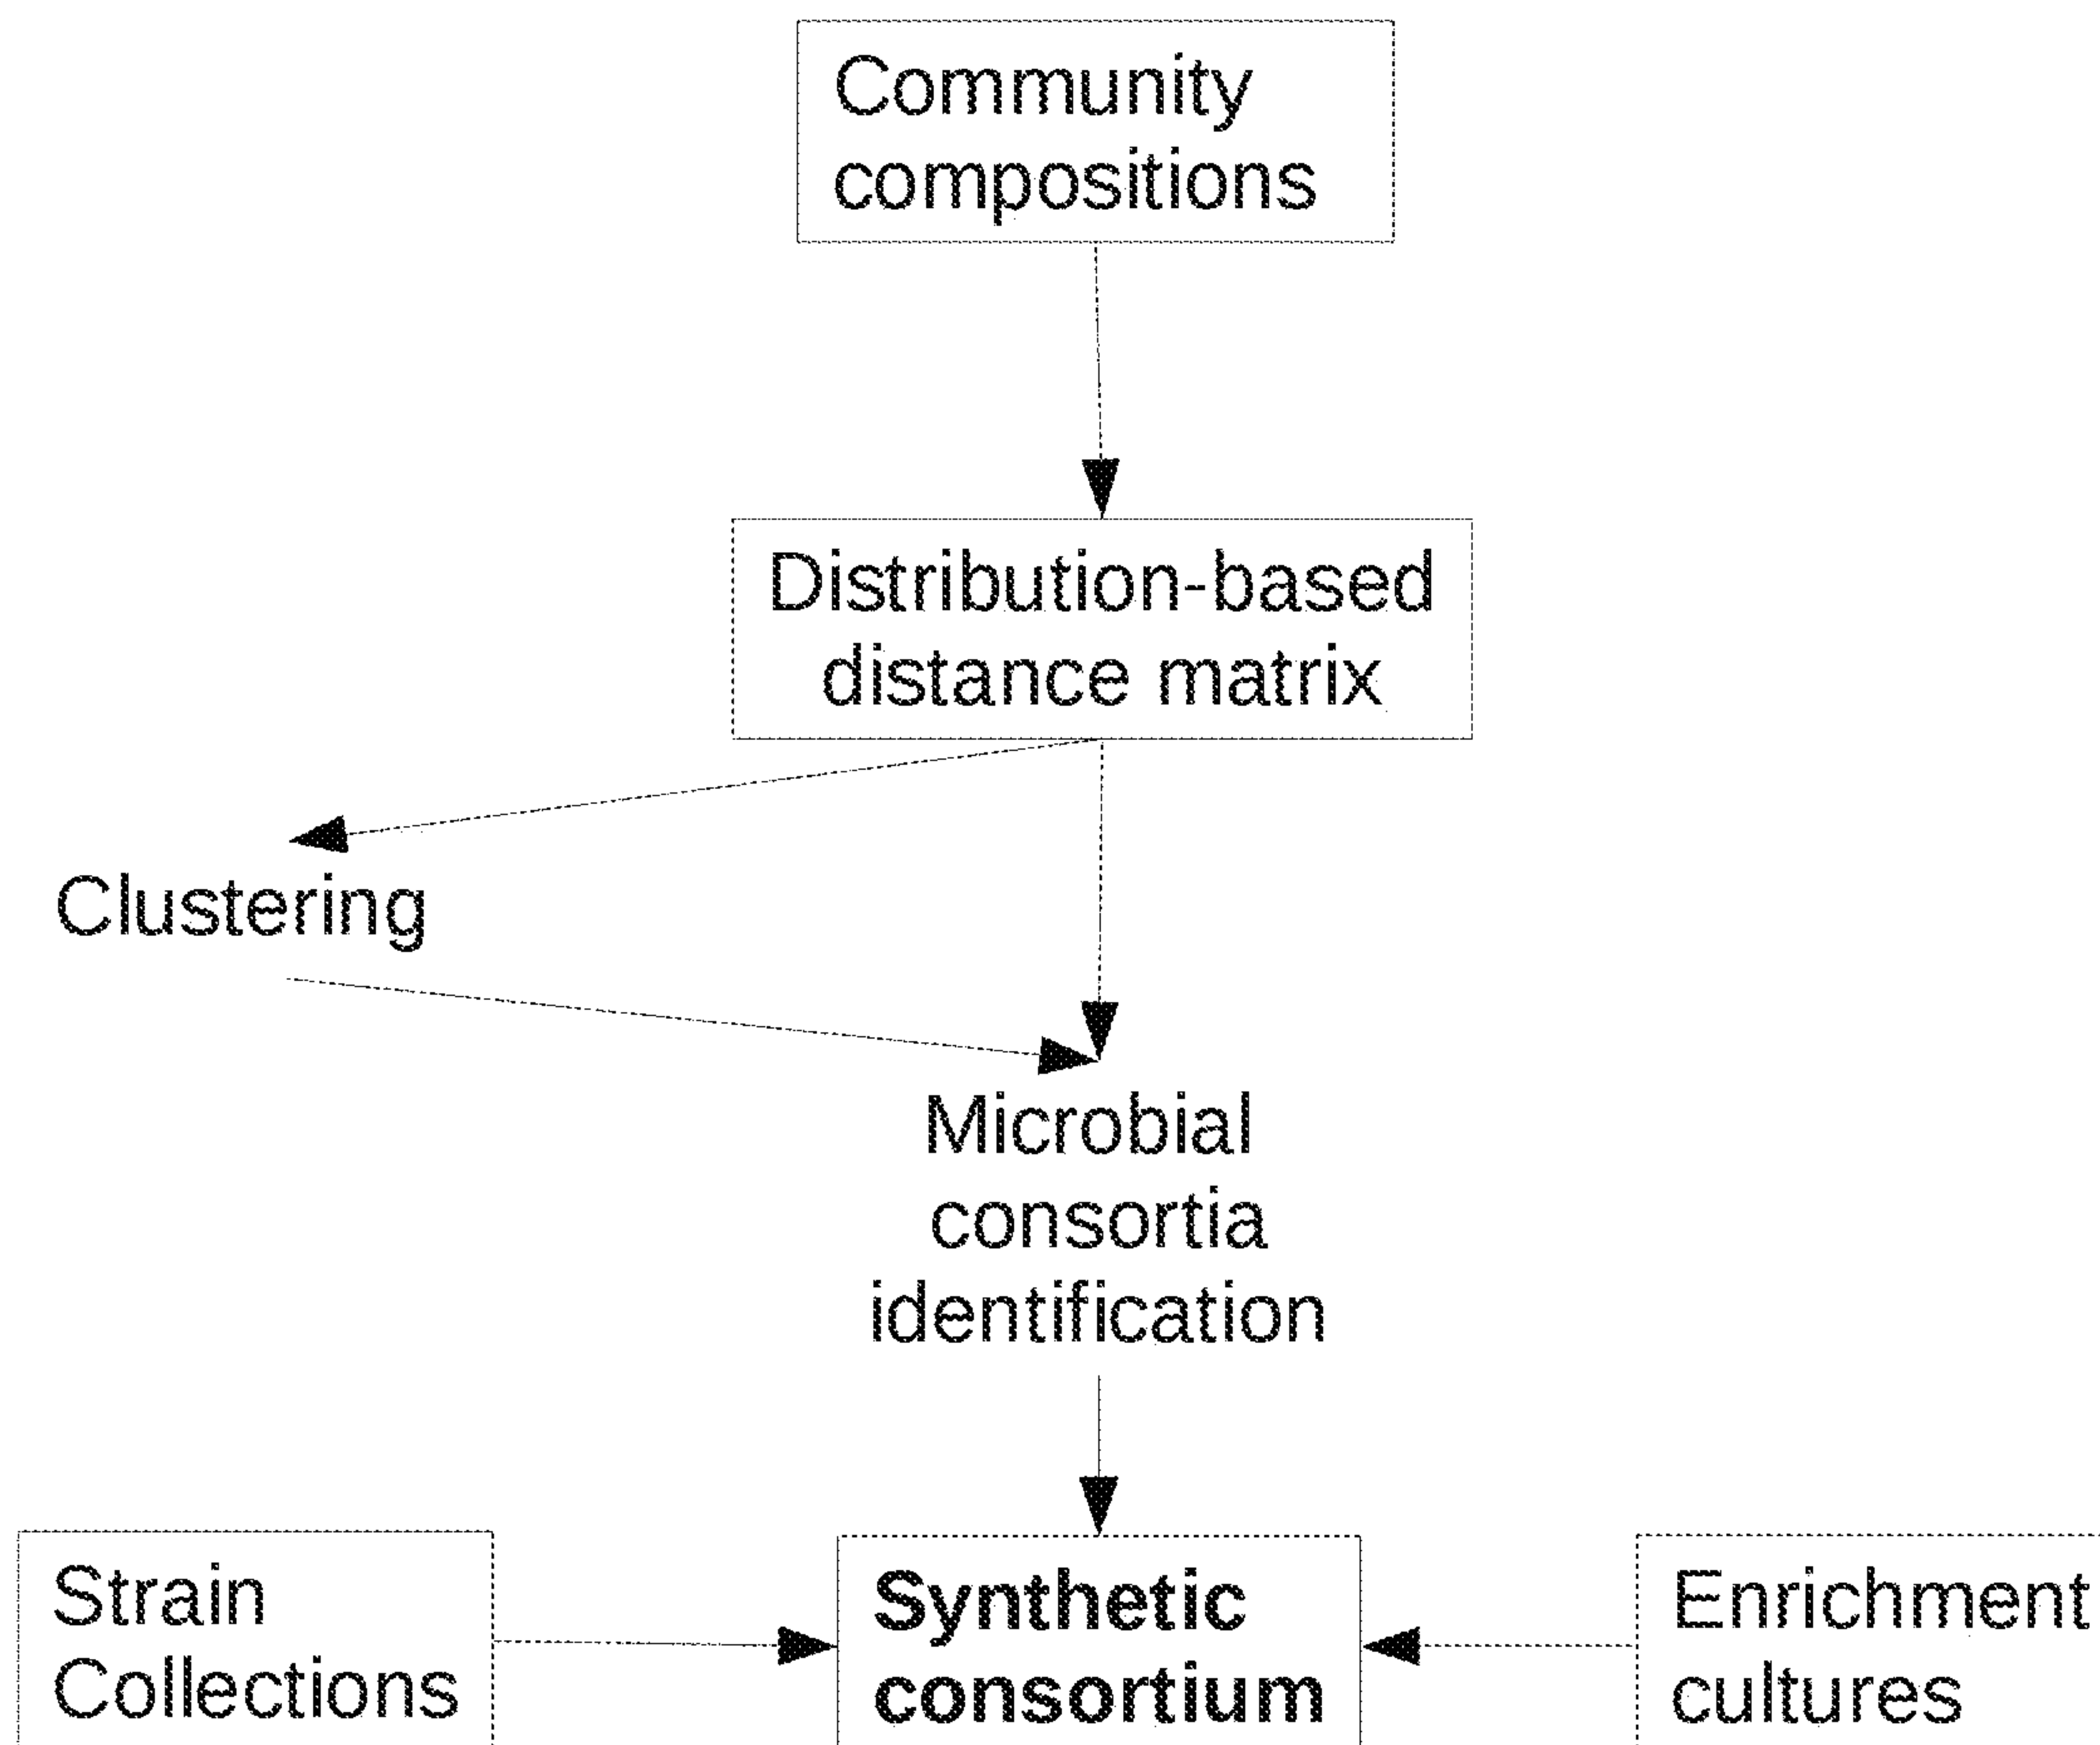 Community
compositions
Distribution-based
distance matrix
Clustering
Microbial
consortia
identification
Strain
Collections
Synthetic
consortium
Enrichment
cultures